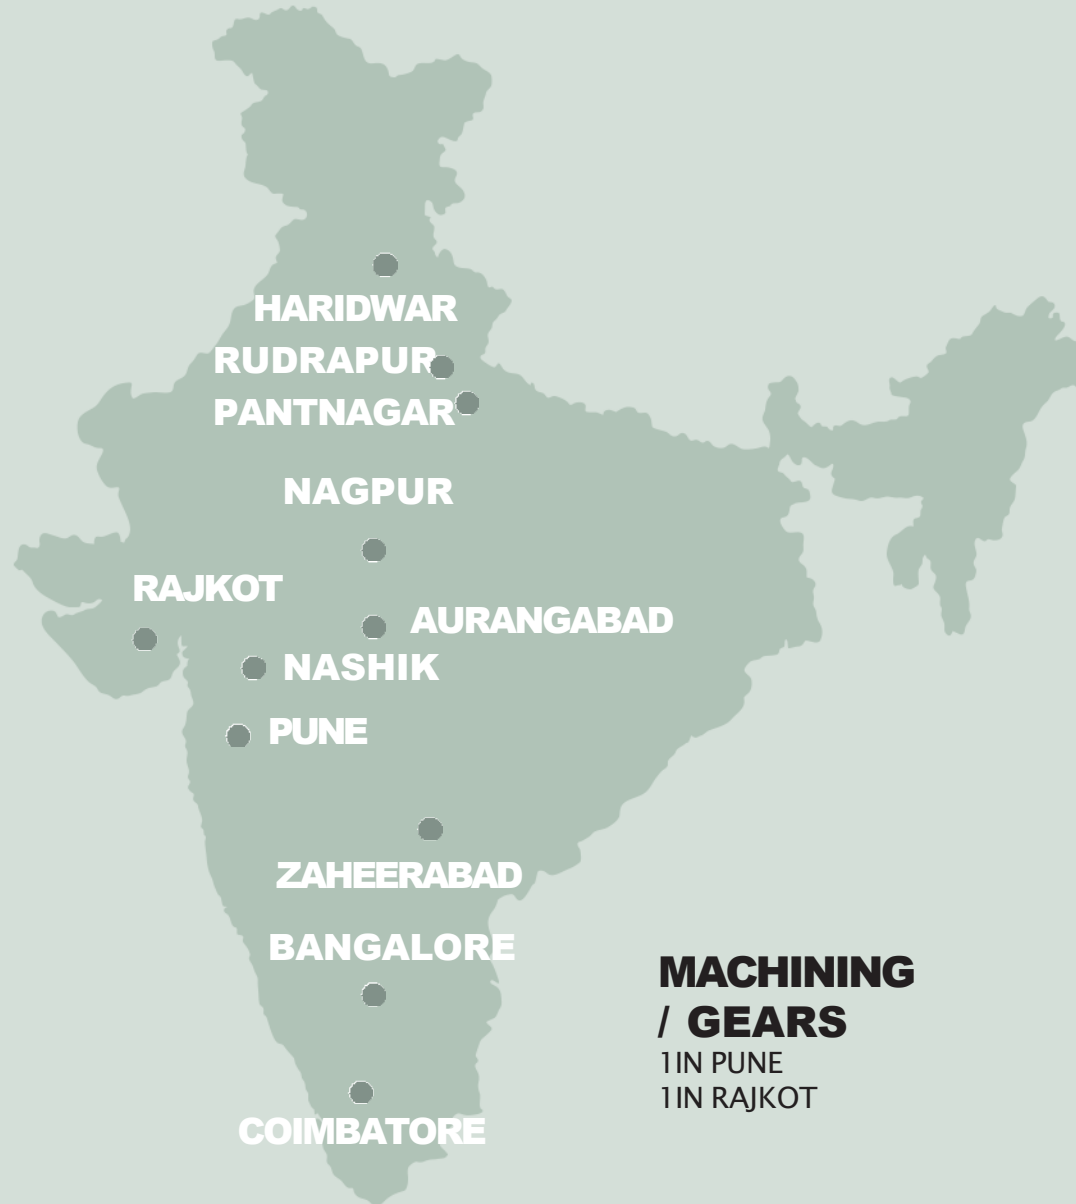 HARIDWAR
RUDRAPUR
PANTNAGAR
NAGPUR
RAJKOT
AURANGABAD
NASHIK
PUNE
ZAHEERABAD
BANGALORE
COIMBATORE
MACHINING
/ GEARS
1IN PUNE
1IN RAJKOT